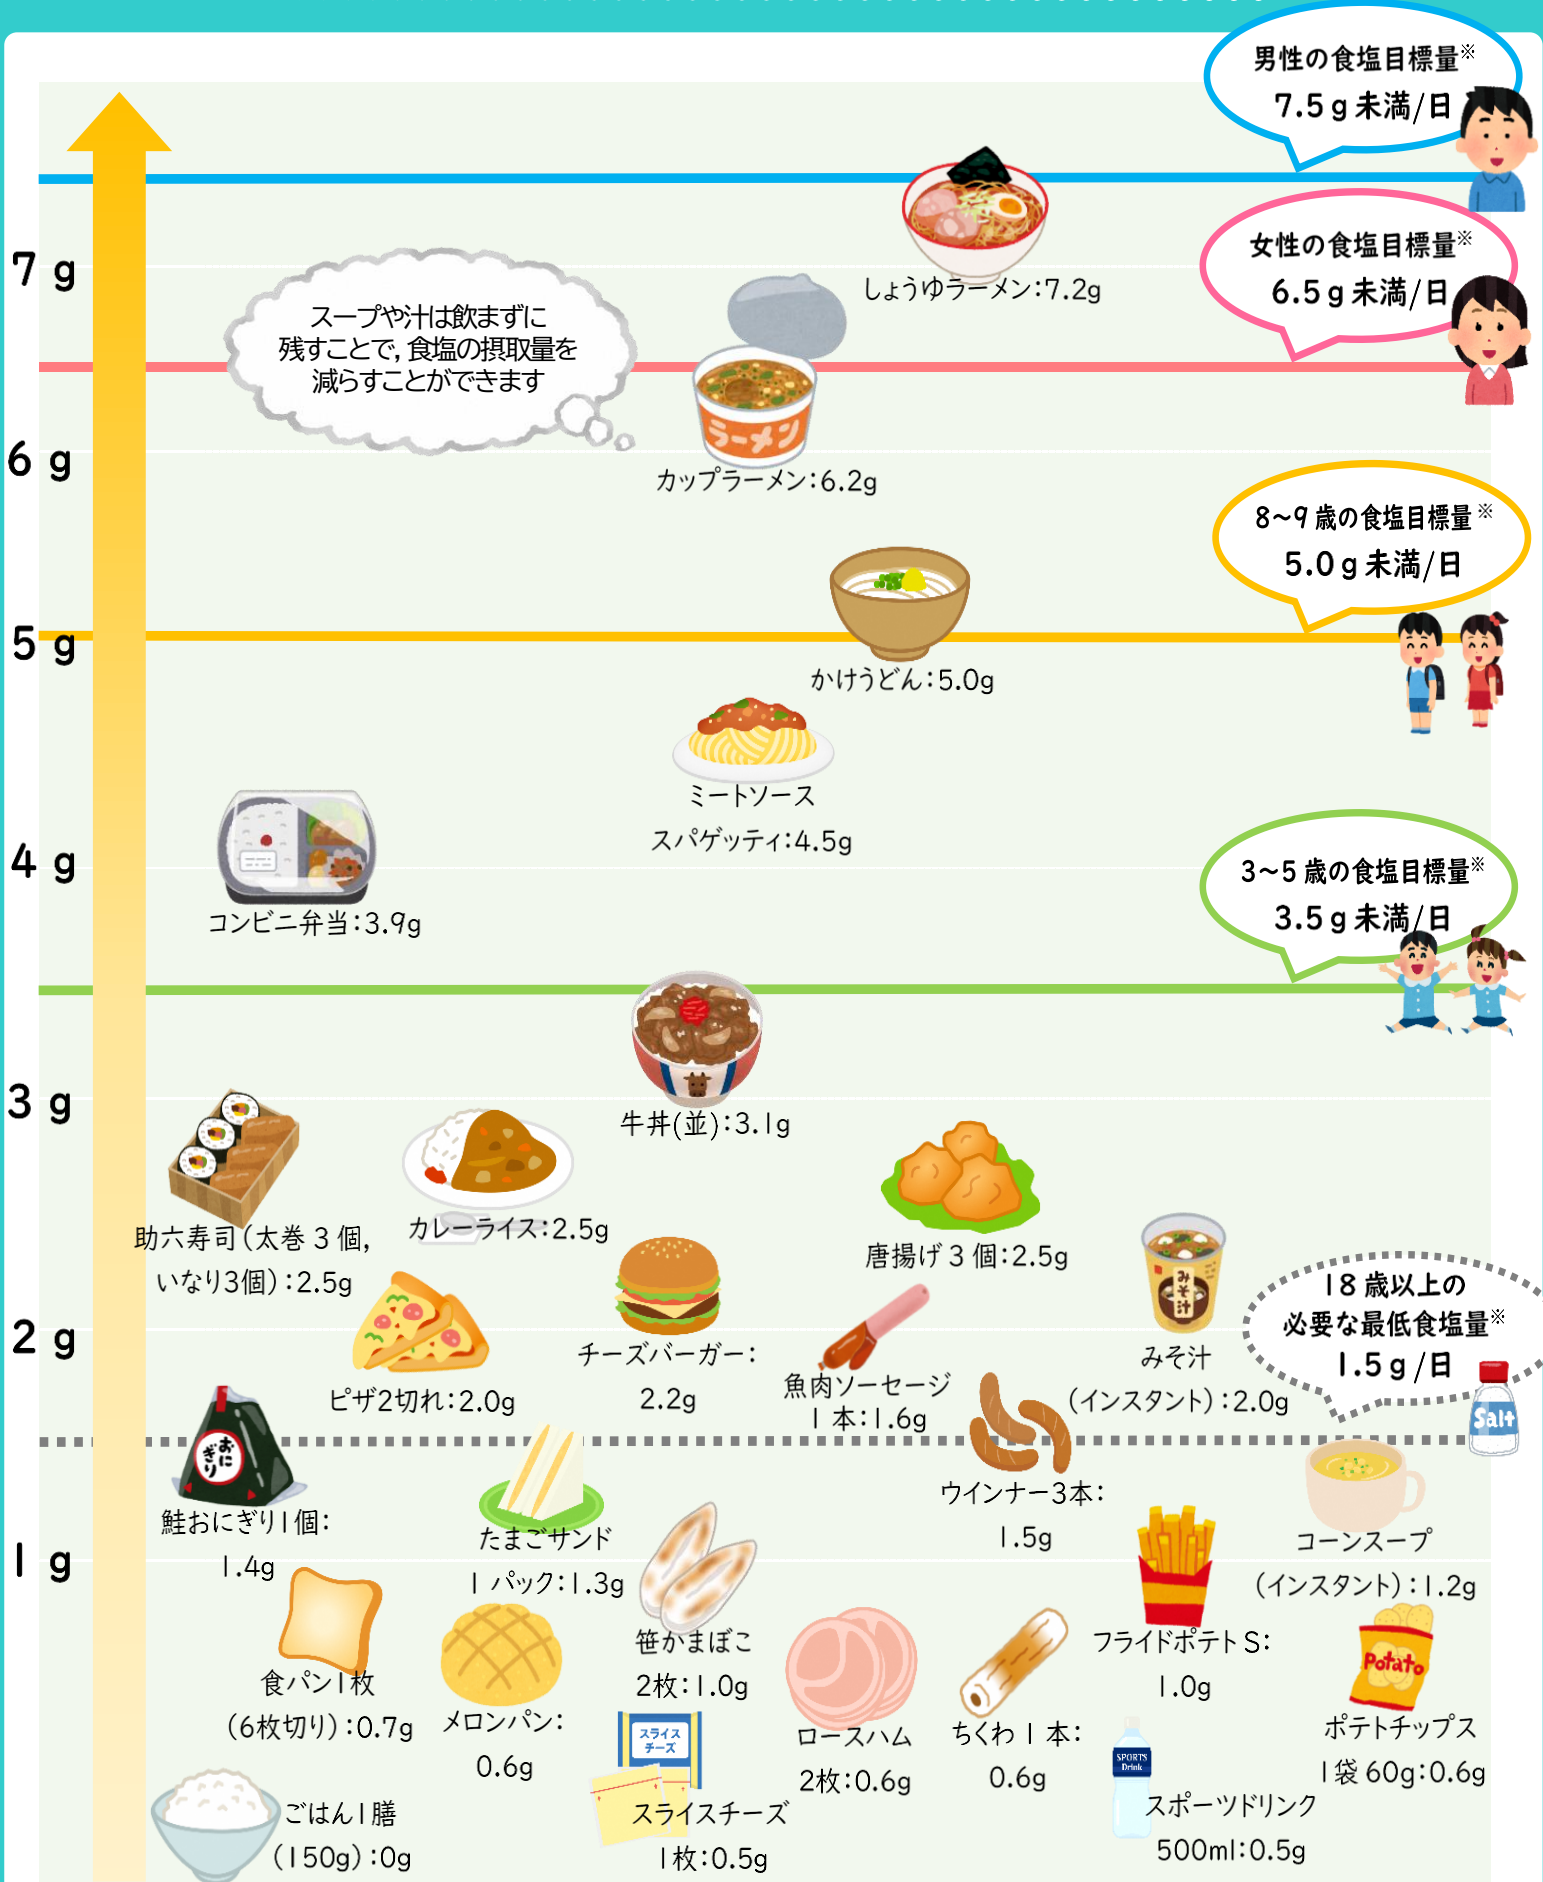 男性の食塩目標量※
7.5g未満/日
女性の食塩目標量※
6.5g未満/日
7 g
しょうゆラーメン:7.2g
スープや汁は飲まずに
残すことで,食塩の摂取量を
減らすことができます
ラーメン
カップラーメン:6.2g
6 g
8〜9歳の食塩目標量※
5.0g未満/日
5 g
かけうどん:5.0g
ミートソース
スパゲッティ:4.5g
4 g
コンビニ弁当:3.9g
3〜5歳の食塩目標量※
3.5g未満/日
3 g
牛丼(並):3.1g
助六寿司(太巻3個,
いなり3個):2.5g
カレーライス:2.5g
唐揚げ3個:2.5g
みそ汁
18歳以上の
必要な最低食塩量※
1.5g/日
Salt
2 g
ピザ2切れ:2.0g
チーズバーガー:
2.2g
魚肉ソーセージ
1本:1.6g
みそ汁
(インスタント):2.0g
おにぎり
鮭おにぎり1個:
1.4g
たまごサンド
1パック:1.3g
ウインナー3本:
1.5g
コーンスープ
(インスタント):1.2g
1 g
食パン1枚
(6枚切り):0.7g
メロンパン:
0.6g
笹かまぼこ
2枚:1.0g
ロースハム
2枚:0.6g
ちくわ1本:
0.6g
フライドポテトS:
1.0g
Potato
ポテトチップス
1袋60g:0.6g
ごはん1膳
(150g):0g
スライス
チーズ
スライスチーズ
1枚:0.5g
SPORTS
Drink
スポーツドリンク
500ml:0.5g